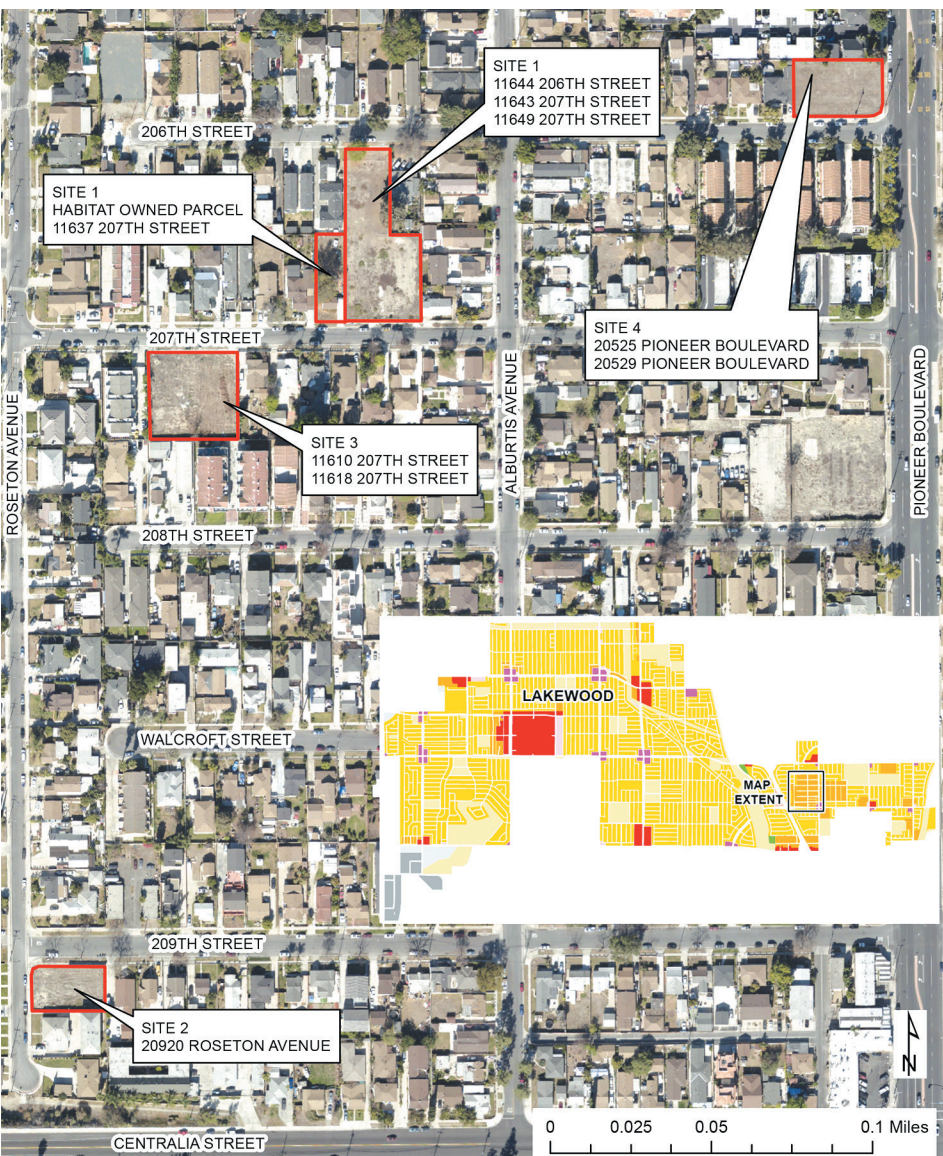 SITE 1
11644 206TH STREET
11643 207TH STREET
11649 207TH STREET
206TH STREET
SITE 1
HABITAT OWNED PARCEL
11637 207TH STREET
SITE 4
20525 PIONEER BOULEVARD
20529 PIONEER BOULEVARD
207TH STREET
ROSETON AVENUE
ALBURTIS AVENUE
PIONEER BOULEVARD
SITE 3
11610 207TH STREET
11618 207TH STREET
208TH STREET
LAKEWOOD
WALCROFT STREET
MAP
EXTENT
209TH STREET
SITE 2
20920 ROSETON AVENUE
N
CENTRALIA STREET
0 0.025 0.05 0.1 Miles